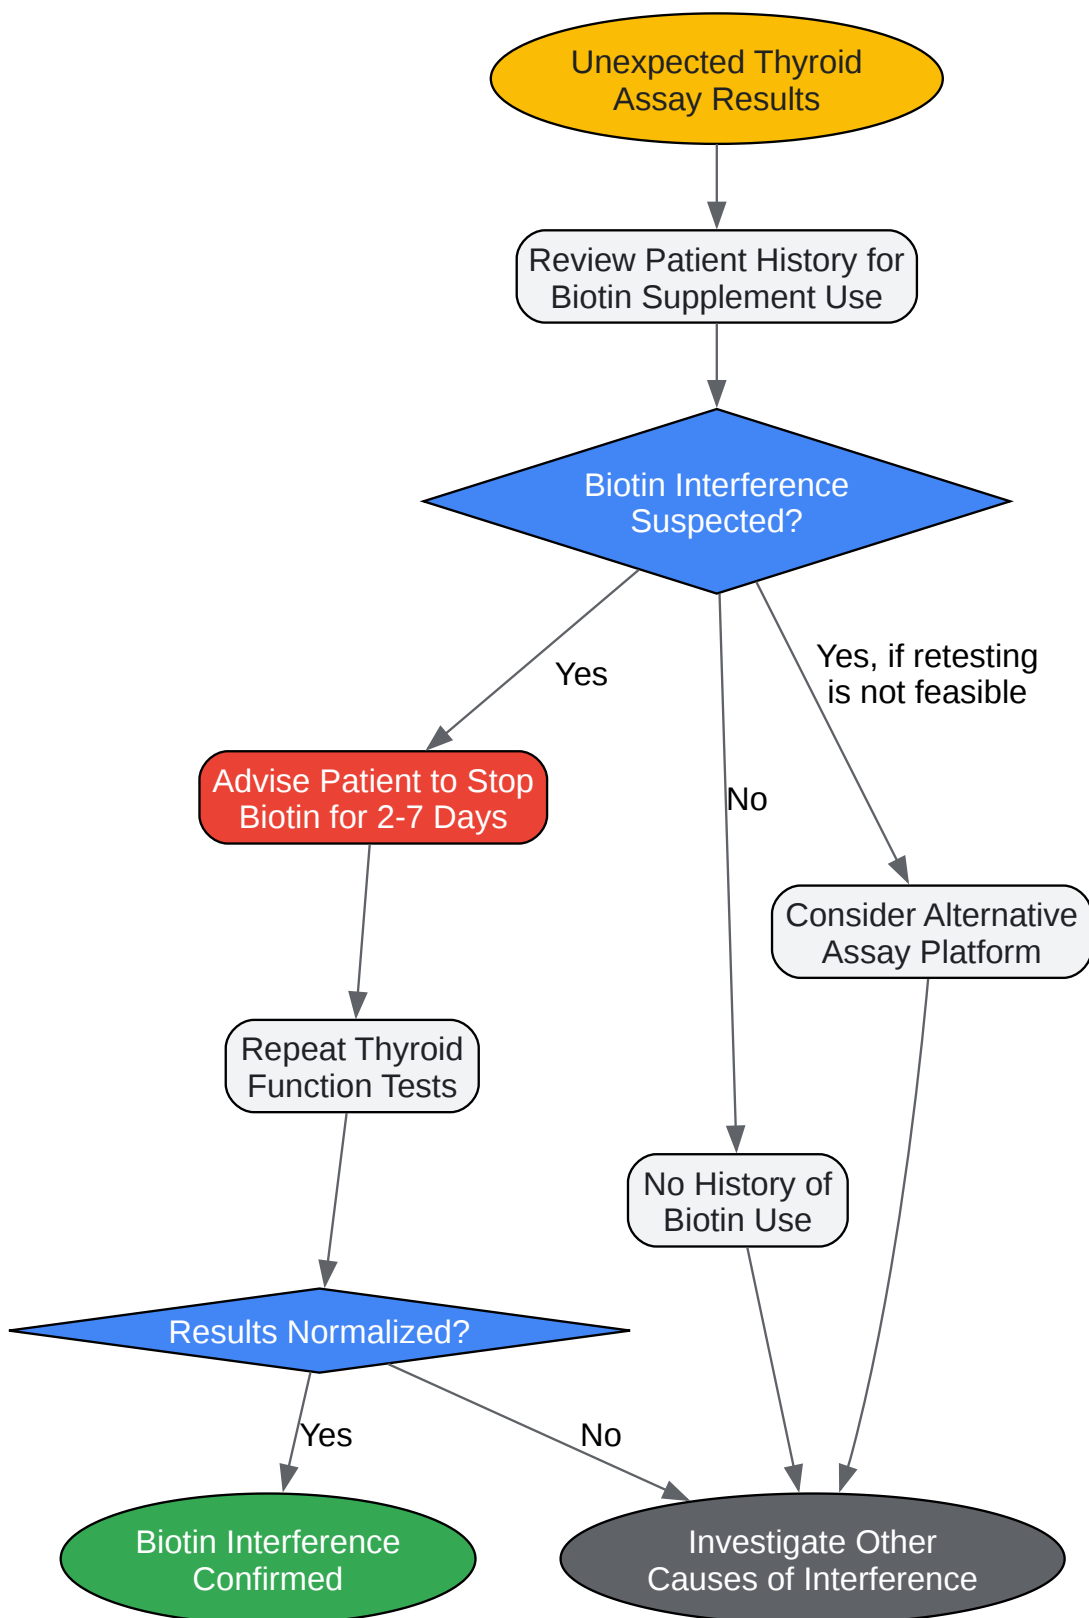 Unexpected Thyroid
Assay Results
Review Patient History for
Biotin Supplement Use
Biotin Interference
Suspected?
Yes
Yes, if retesting
is not feasible
No
Advise Patient to Stop
Biotin for 2-7 Days
Consider Alternative
Assay Platform
Repeat Thyroid
Function Tests
No History of
Biotin Use
Results Normalized?
Yes
No
Biotin Interference
Confirmed
Investigate Other
Causes of Interference